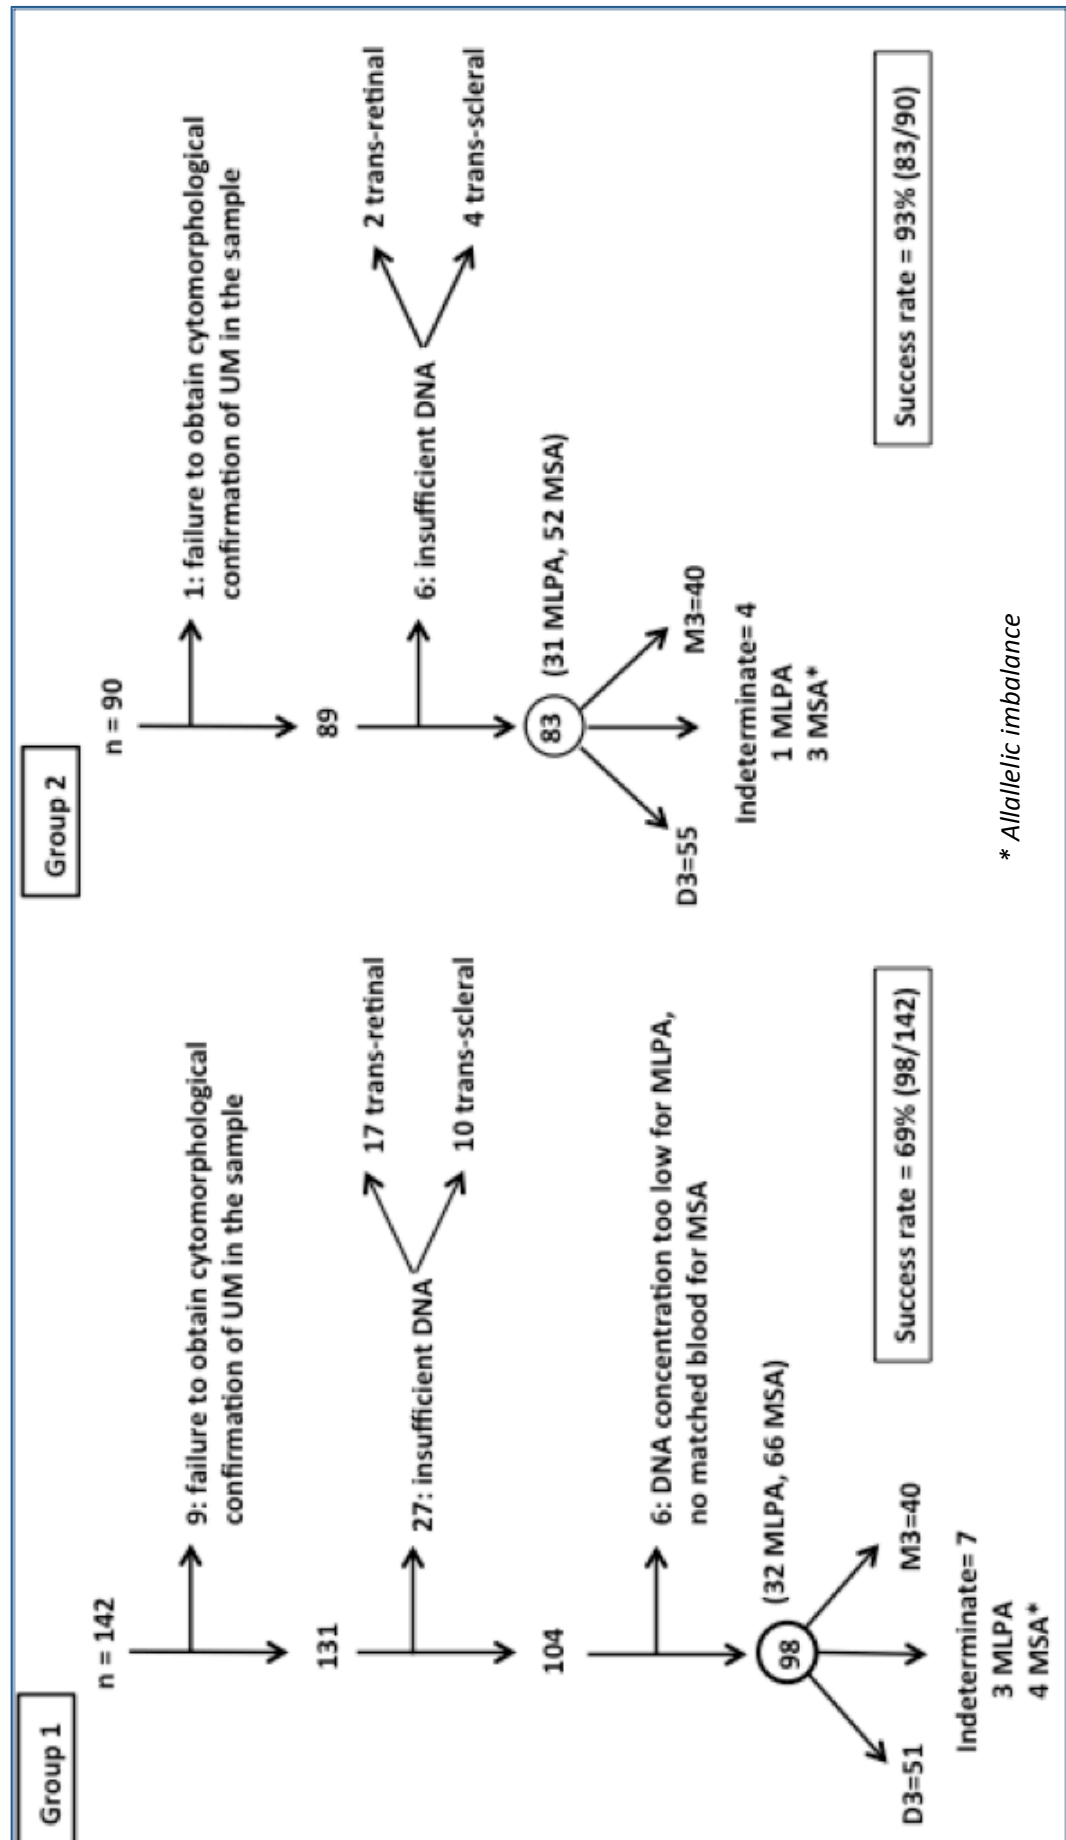 Group 1
n = 142
9: failure to obtain cytomorphological
confirmation of UM in the sample
131
27: insufficient DNA
17 trans-retinal
10 trans-scleral
104
6: DNA concentration too low for MLPA,
no matched blood for MSA
98
(32 MLPA, 66 MSA)
D3=51
M3=40
Indeterminate= 7
3 MLPA
4 MSA*
Success rate = 69% (98/142)
Group 2
n = 90
1: failure to obtain cytomorphological
confirmation of UM in the sample
89
6: insufficient DNA
2 trans-retinal
4 trans-scleral
83
(31 MLPA, 52 MSA)
D3=55
M3=40
Indeterminate= 4
1 MLPA
3 MSA*
Success rate = 93% (83/90)
* Allallelic imbalance